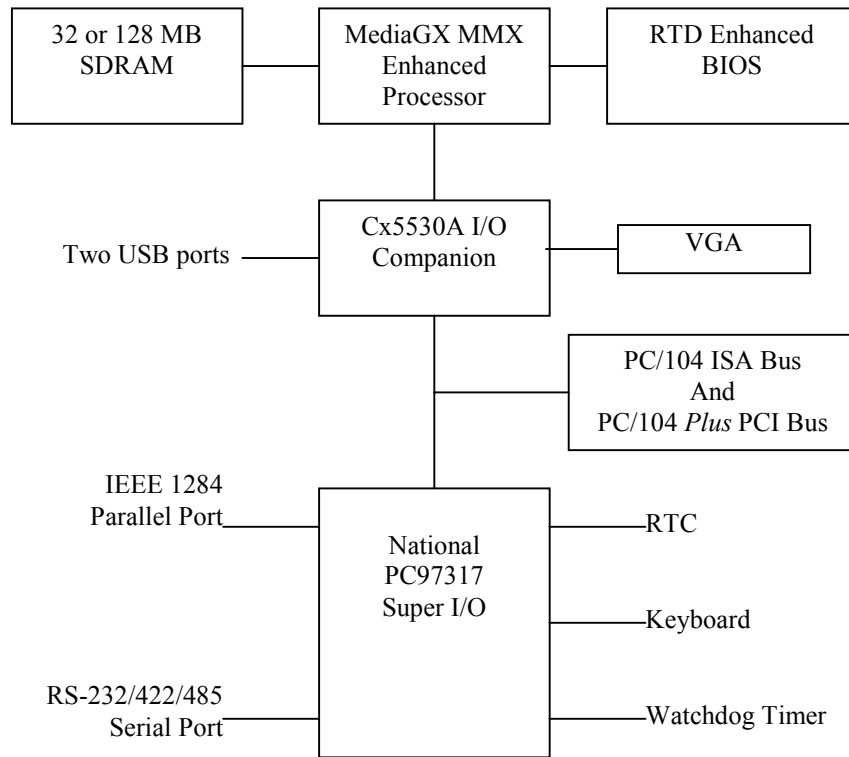 32 or 128 MB
SDRAM
MediaGX MMX
Enhanced
Processor
RTD Enhanced
BIOS
Two USB ports
Cx5530A I/O
Companion
VGA
PC/104 ISA Bus
And
PC/104 Plus PCI Bus
IEEE 1284
Parallel Port
National
PC97317
Super I/O
RTC
Keyboard
RS-232/422/485
Serial Port
Watchdog Timer